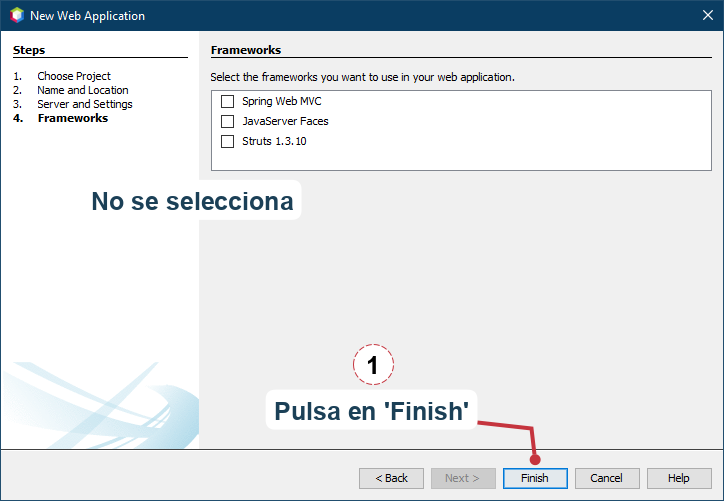 New Web Application
Steps
1. Choose Project
2. Name and Location
3. Server and Settings
4. Frameworks
Frameworks
Select the frameworks you want to use in your web application.
Spring Web MVC
JavaServer Faces
Struts 1.3.10
No se selecciona
1
Pulsa en 'Finish'
< Back
Next >
Finish
Cancel
Help